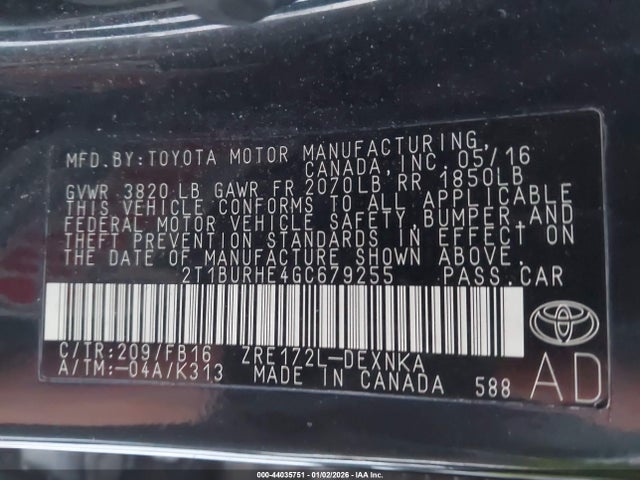 MFD.BY:TOYOTA MOTOR MANUFACTURING,
CANADA,INC.05/16
GVWR 3820 LB GAWR FR 2070LB RR 1850LB
THIS VEHICLE CONFORMS TO ALL APPLICABLE
FEDERAL MOTOR VEHICLE SAFETY, BUMPER, AND
THEFT PREVENTION STANDARDS IN EFFECT ON
THE DATE OF MANUFACTURE SHOWN ABOVE.
2T1BURHE4GC679255 PASS.CAR
C/TR:209/FB16 ZRE172L-DEXNKA
A/TM:-04A/K313 MADE IN CANADA 588
AD
000-44035751 - 01/02/2026 - IAA Inc.